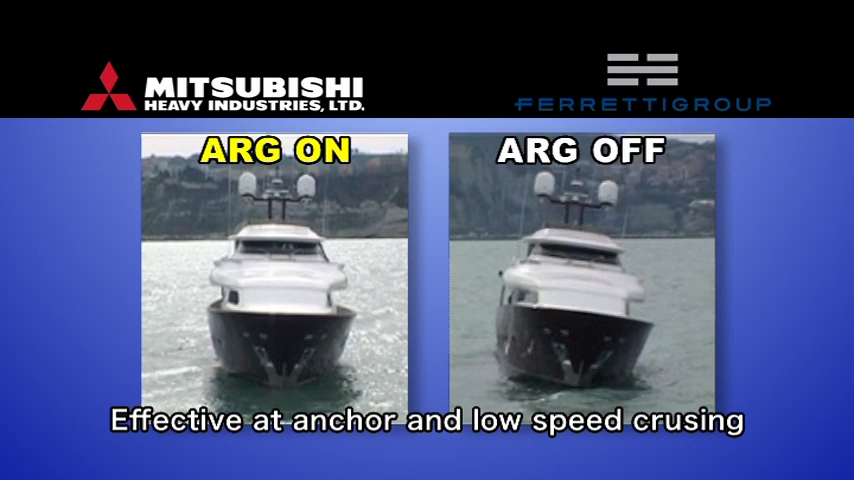 MITSUBISHI
HEAVY INDUSTRIES, LTD.
FERRETTIGROUP
ARG ON
ARG OFF
Effective at anchor and low speed crusing